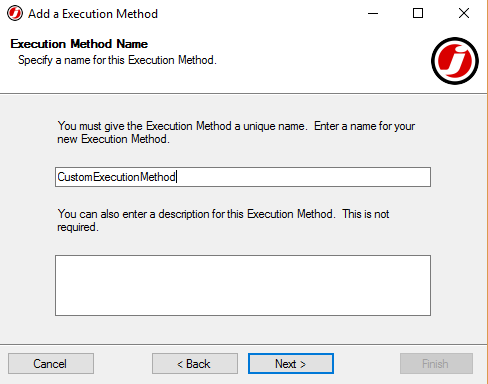 Add a Execution Method
Execution Method Name
Specify a name for this Execution Method.
You must give the Execution Method a unique name.  Enter a name for your
new Execution Method.
CustomExecutionMethod
You can also enter a description for this Execution Method.  This is not
required.
Cancel
< Back
Next >
Finish